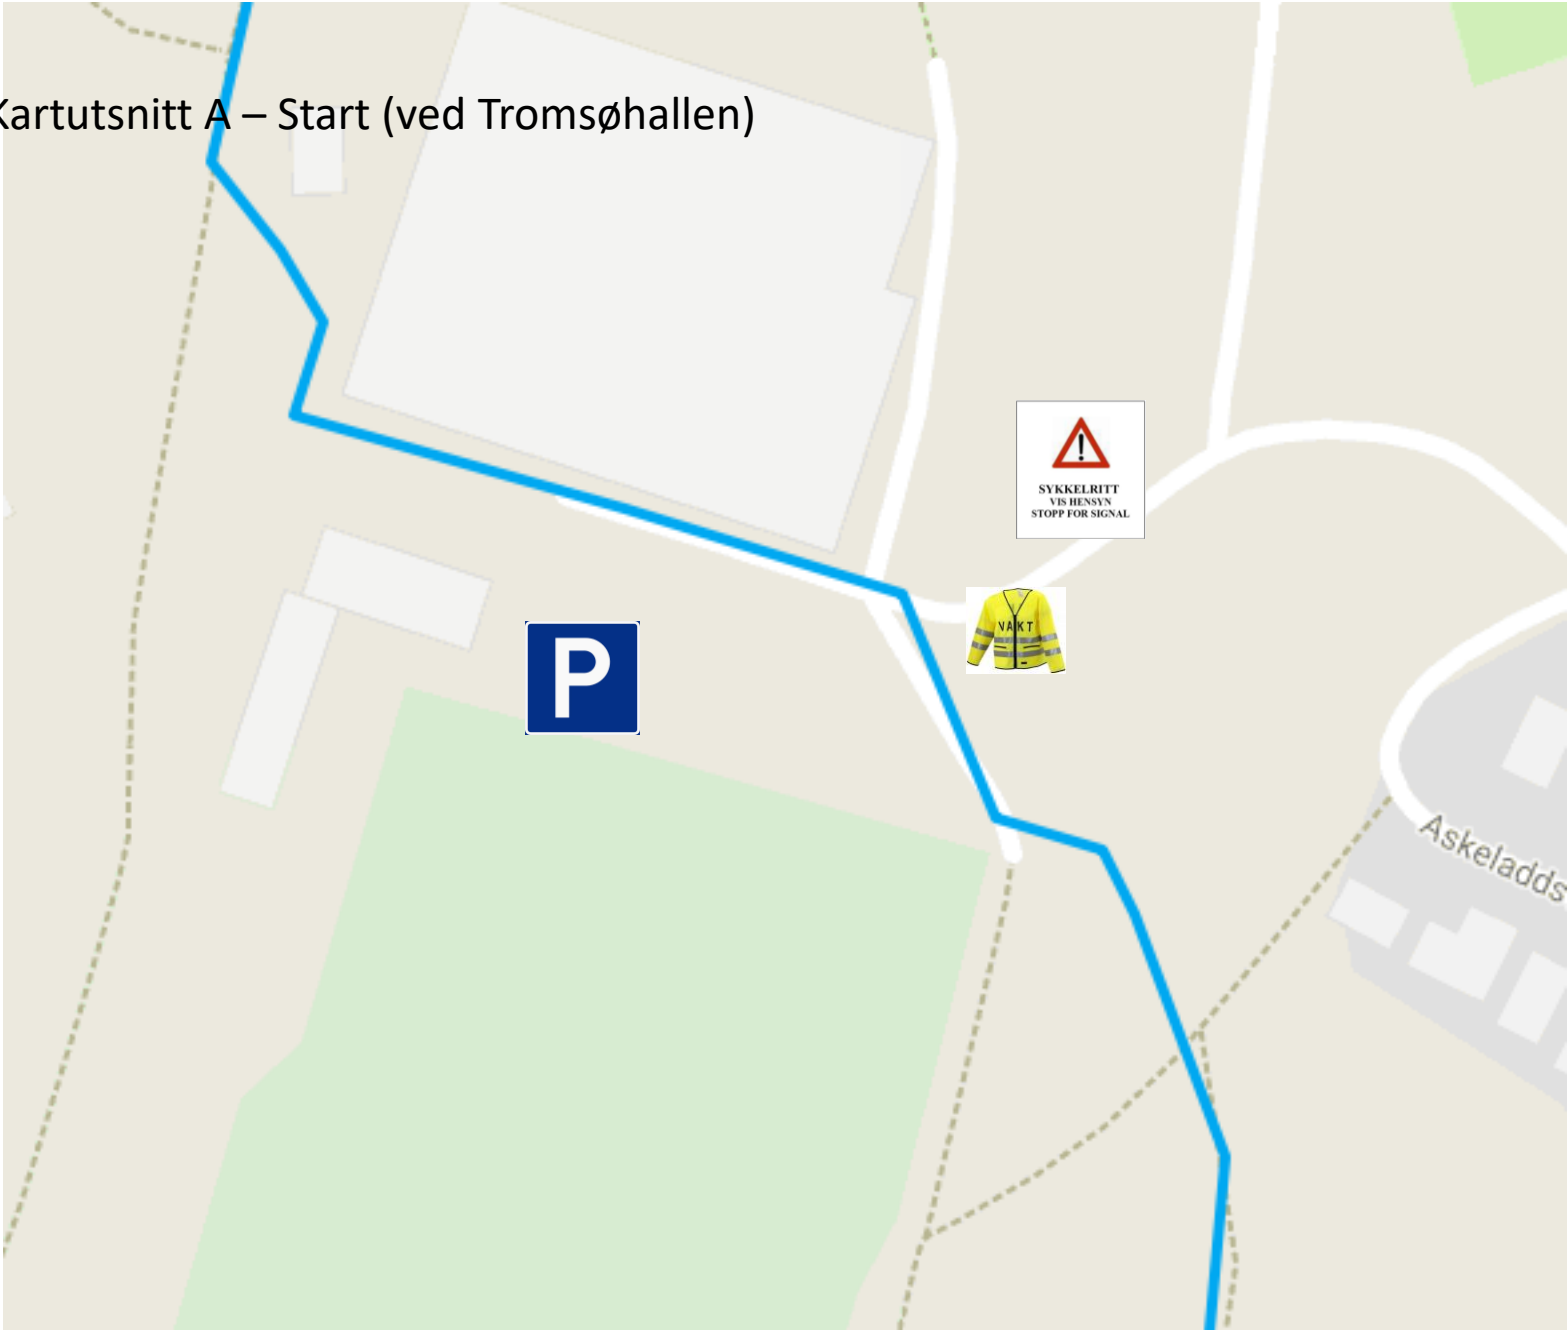 Kartutsnitt A – Start (ved Tromsøhallen)
SYKKELRITT
VIS HENSYN
STOPP FOR SIGNAL
VAKT
P
Askeladds